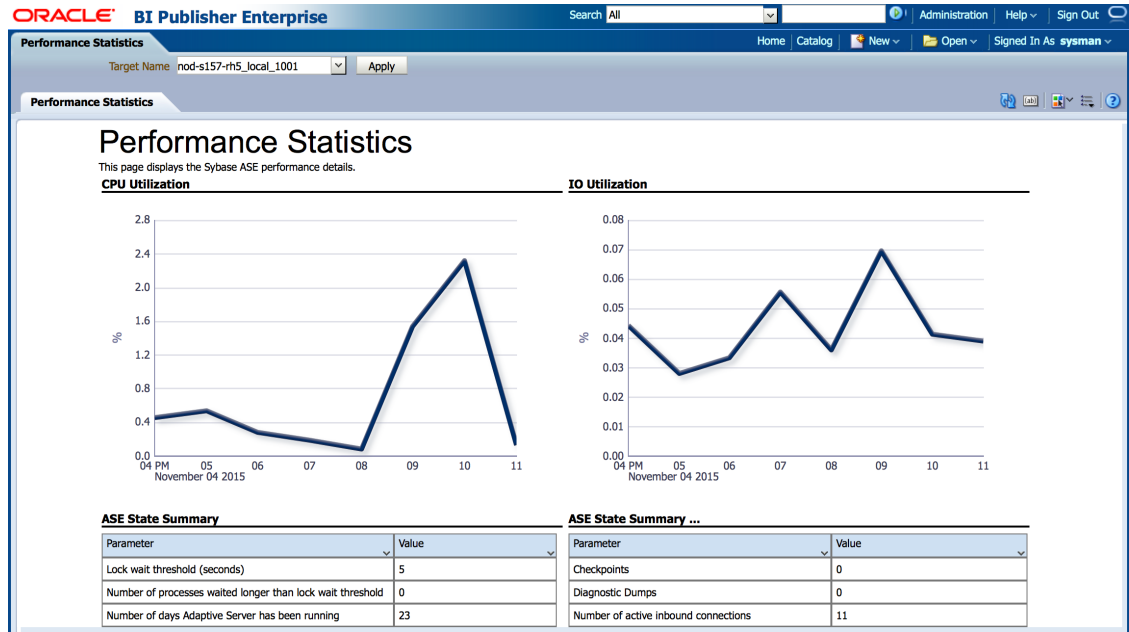 ORACLE BI Publisher Enterprise Search All Administration Help Sign Out
Performance Statistics Home Catalog New Open Signed In As sysman
Target Name nod-s157-rh5_local_1001 Apply
Performance Statistics
Performance Statistics
This page displays the Sybase ASE performance details.
CPU Utilization
2.8
2.4
2.0
1.6
1.2
0.8
0.4
0.0
%
04 PM 05 06 07 08 09 10 11
November 04 2015
IO Utilization
0.08
0.07
0.06
0.05
0.04
0.03
0.02
0.01
0.00
%
04 PM 05 06 07 08 09 10 11
November 04 2015
ASE State Summary
Parameter Value
Lock wait threshold (seconds) 5
Number of processes waited longer than lock wait threshold 0
Number of days Adaptive Server has been running 23
ASE State Summary ...
Parameter Value
Checkpoints 0
Diagnostic Dumps 0
Number of active inbound connections 11